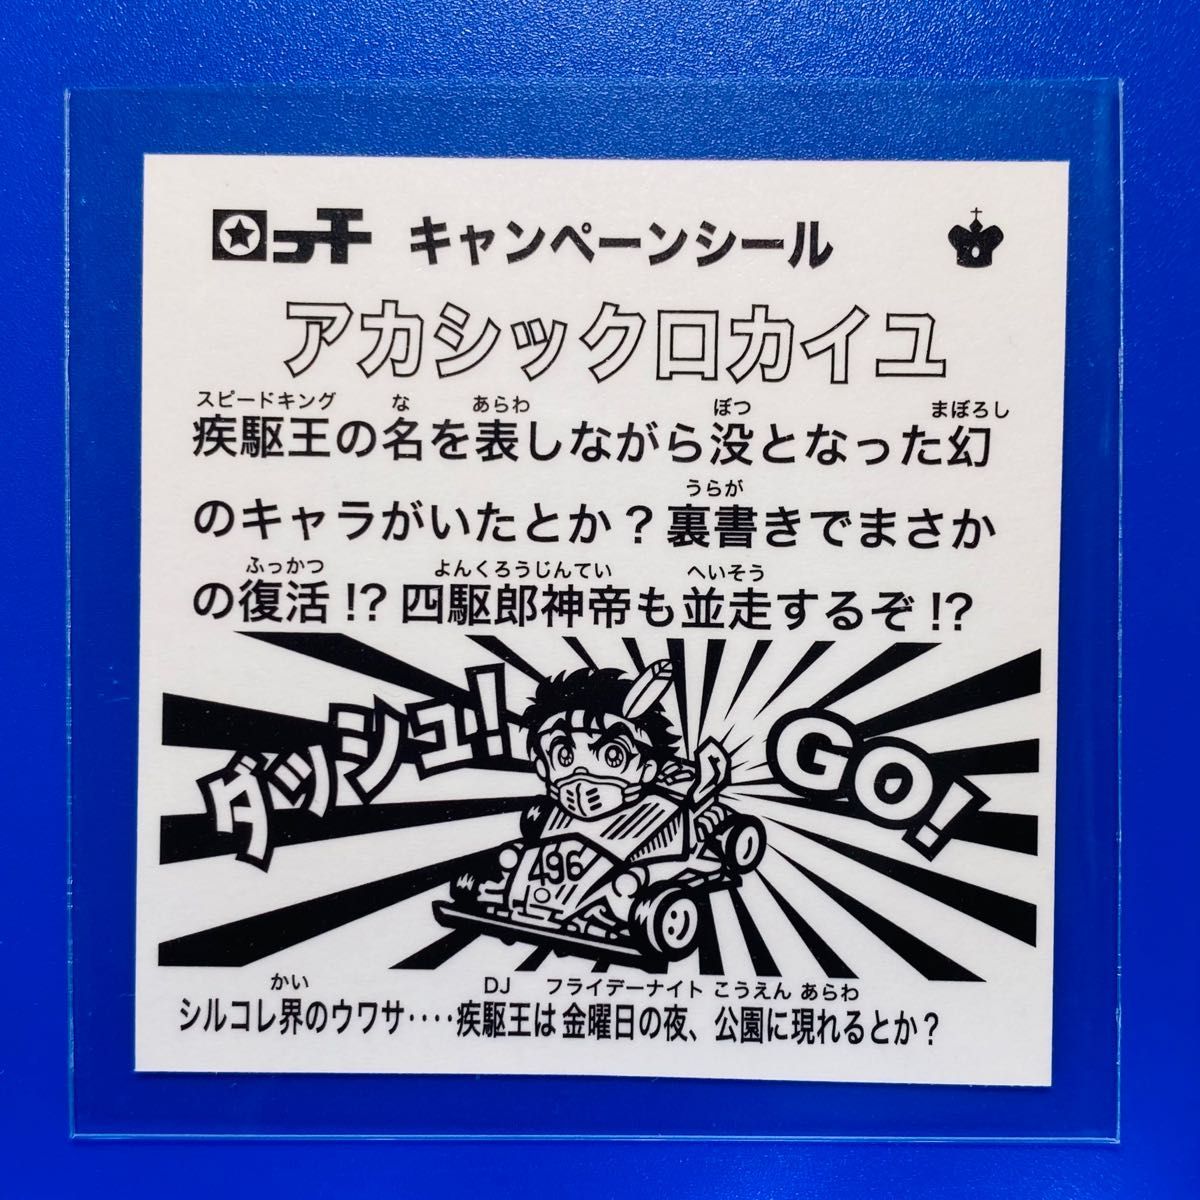 ロッチ キャンペーンシール
アカシックロカイユ
スピードキング な あらわ ぼつ まぼろし
疾駆王の名を表しながら没となった幻
うらが
のキャラがいたとか？裏書きでまさか
ふっかつ よんくろうじんてい へいそう
の復活!?四駆郎神帝も並走するぞ!?
ダッシュ!
GO!
496
かい DJ フライデーナイト こうえん あらわ
シルコレ界のウワサ‥‥疾駆王は金曜日の夜、公園に現れるとか？